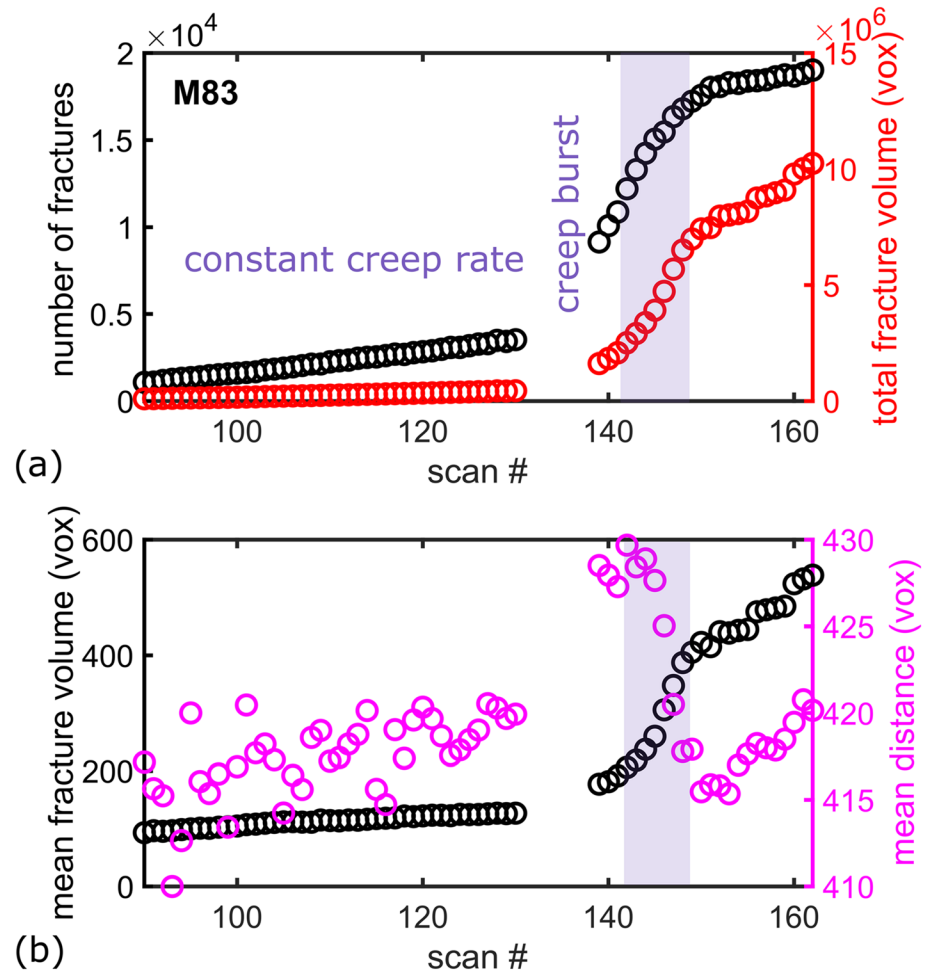 (a)
× 10⁴
× 10⁶
M83
number of fractures
2
1.5
1
0.5
0
constant creep rate
creep burst
total fracture volume (vox)
15
10
5
0
100 120 140 160
scan #
(b)
mean fracture volume (vox)
600
400
200
0
mean distance (vox)
430
425
420
415
410
100 120 140 160
scan #